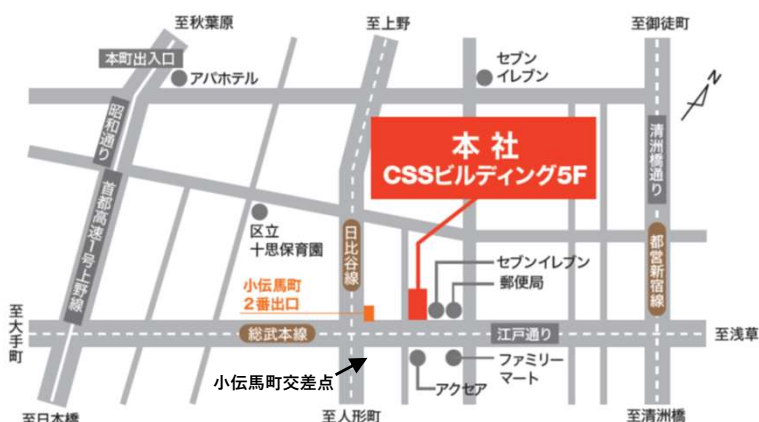 至秋葉原
至上野
至御徒町
本町出入口
アパホテル
セブン
イレブン
N
昭和通り
清洲橋通り
本社
CSSビルディング5F
首都高速1号上野線
区立
十思保育園
日比谷線
都営新宿線
セブンイレブン
郵便局
小伝馬町
2番出口
至大手町
総武本線
江戸通り
至浅草
小伝馬町交差点
アクセア
ファミリー
マート
至日本橋
至人形町
至清洲橋